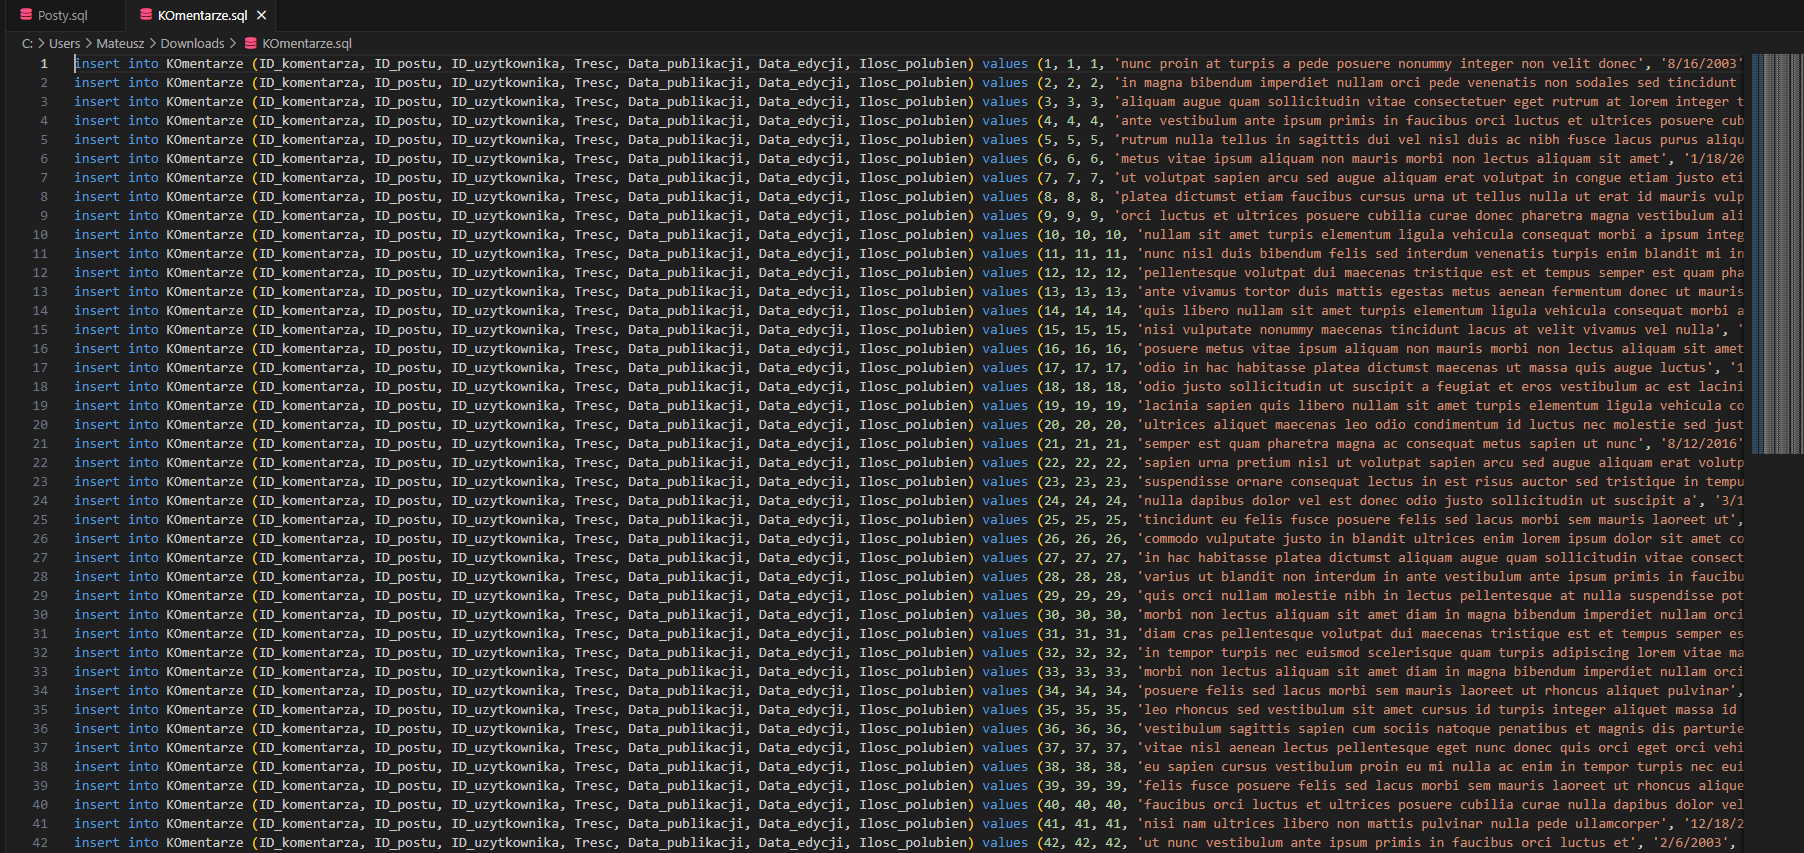 Posty.sql KOmentarze.sql
C: > Users > Mateusz > Downloads > KOmentarze.sql
1 insert into KOmentarze (ID_komentarza, ID_postu, ID_uzytkownika, Tresc, Data_publikacji, Data_edycji, Ilosc_polubien) values (1, 1, 1, 'nunc proin at turpis a pede posuere nonummy integer non velit donec', '8/16/2003'
2 insert into KOmentarze (ID_komentarza, ID_postu, ID_uzytkownika, Tresc, Data_publikacji, Data_edycji, Ilosc_polubien) values (2, 2, 2, 'in magna bibendum imperdiet nullam orci pede venenatis non sodales sed tincidunt
3 insert into KOmentarze (ID_komentarza, ID_postu, ID_uzytkownika, Tresc, Data_publikacji, Data_edycji, Ilosc_polubien) values (3, 3, 3, 'aliquam augue quam sollicitudin vitae consectetuer eget rutrum at lorem integer t
4 insert into KOmentarze (ID_komentarza, ID_postu, ID_uzytkownika, Tresc, Data_publikacji, Data_edycji, Ilosc_polubien) values (4, 4, 4, 'ante vestibulum ante ipsum primis in faucibus orci luctus et ultrices posuere cub
5 insert into KOmentarze (ID_komentarza, ID_postu, ID_uzytkownika, Tresc, Data_publikacji, Data_edycji, Ilosc_polubien) values (5, 5, 5, 'rutrum nulla tellus in sagittis dui vel nisl duis ac nibh fusce lacus purus aliqu
6 insert into KOmentarze (ID_komentarza, ID_postu, ID_uzytkownika, Tresc, Data_publikacji, Data_edycji, Ilosc_polubien) values (6, 6, 6, 'metus vitae ipsum aliquam non mauris morbi non lectus aliquam sit amet', '1/18/20
7 insert into KOmentarze (ID_komentarza, ID_postu, ID_uzytkownika, Tresc, Data_publikacji, Data_edycji, Ilosc_polubien) values (7, 7, 7, 'ut volutpat sapien arcu sed augue aliquam erat volutpat in congue etiam justo eti
8 insert into KOmentarze (ID_komentarza, ID_postu, ID_uzytkownika, Tresc, Data_publikacji, Data_edycji, Ilosc_polubien) values (8, 8, 8, 'platea dictumst etiam faucibus cursus urna ut tellus nulla ut erat id mauris vulp
9 insert into KOmentarze (ID_komentarza, ID_postu, ID_uzytkownika, Tresc, Data_publikacji, Data_edycji, Ilosc_polubien) values (9, 9, 9, 'orci luctus et ultrices posuere cubilia curae donec pharetra magna vestibulum ali
10 insert into KOmentarze (ID_komentarza, ID_postu, ID_uzytkownika, Tresc, Data_publikacji, Data_edycji, Ilosc_polubien) values (10, 10, 10, 'nullam sit amet turpis elementum ligula vehicula consequat morbi a ipsum integ
11 insert into KOmentarze (ID_komentarza, ID_postu, ID_uzytkownika, Tresc, Data_publikacji, Data_edycji, Ilosc_polubien) values (11, 11, 11, 'nunc nisl duis bibendum felis sed interdum venenatis turpis enim blandit mi in
12 insert into KOmentarze (ID_komentarza, ID_postu, ID_uzytkownika, Tresc, Data_publikacji, Data_edycji, Ilosc_polubien) values (12, 12, 12, 'pellentesque volutpat dui maecenas tristique est et tempus semper est quam pha
13 insert into KOmentarze (ID_komentarza, ID_postu, ID_uzytkownika, Tresc, Data_publikacji, Data_edycji, Ilosc_polubien) values (13, 13, 13, 'ante vivamus tortor duis mattis egestas metus aenean fermentum donec ut mauris
14 insert into KOmentarze (ID_komentarza, ID_postu, ID_uzytkownika, Tresc, Data_publikacji, Data_edycji, Ilosc_polubien) values (14, 14, 14, 'quis libero nullam sit amet turpis elementum ligula vehicula consequat morbi a
15 insert into KOmentarze (ID_komentarza, ID_postu, ID_uzytkownika, Tresc, Data_publikacji, Data_edycji, Ilosc_polubien) values (15, 15, 15, 'nisi vulputate nonummy maecenas tincidunt lacus at velit vivamus vel nulla', '
16 insert into KOmentarze (ID_komentarza, ID_postu, ID_uzytkownika, Tresc, Data_publikacji, Data_edycji, Ilosc_polubien) values (16, 16, 16, 'posuere metus vitae ipsum aliquam non mauris morbi non lectus aliquam sit amet
17 insert into KOmentarze (ID_komentarza, ID_postu, ID_uzytkownika, Tresc, Data_publikacji, Data_edycji, Ilosc_polubien) values (17, 17, 17, 'odio in hac habitasse platea dictumst maecenas ut massa quis augue luctus', '1
18 insert into KOmentarze (ID_komentarza, ID_postu, ID_uzytkownika, Tresc, Data_publikacji, Data_edycji, Ilosc_polubien) values (18, 18, 18, 'odio justo sollicitudin ut suscipit a feugiat et eros vestibulum ac est lacini
19 insert into KOmentarze (ID_komentarza, ID_postu, ID_uzytkownika, Tresc, Data_publikacji, Data_edycji, Ilosc_polubien) values (19, 19, 19, 'lacinia sapien quis libero nullam sit amet turpis elementum ligula vehicula co
20 insert into KOmentarze (ID_komentarza, ID_postu, ID_uzytkownika, Tresc, Data_publikacji, Data_edycji, Ilosc_polubien) values (20, 20, 20, 'ultrices aliquet maecenas leo odio condimentum id luctus nec molestie sed just
21 insert into KOmentarze (ID_komentarza, ID_postu, ID_uzytkownika, Tresc, Data_publikacji, Data_edycji, Ilosc_polubien) values (21, 21, 21, 'semper est quam pharetra magna ac consequat metus sapien ut nunc', '8/12/2016'
22 insert into KOmentarze (ID_komentarza, ID_postu, ID_uzytkownika, Tresc, Data_publikacji, Data_edycji, Ilosc_polubien) values (22, 22, 22, 'sapien urna pretium nisl ut volutpat sapien arcu sed augue aliquam erat volutp
23 insert into KOmentarze (ID_komentarza, ID_postu, ID_uzytkownika, Tresc, Data_publikacji, Data_edycji, Ilosc_polubien) values (23, 23, 23, 'suspendisse ornare consequat lectus in est risus auctor sed tristique in tempu
24 insert into KOmentarze (ID_komentarza, ID_postu, ID_uzytkownika, Tresc, Data_publikacji, Data_edycji, Ilosc_polubien) values (24, 24, 24, 'nulla dapibus dolor vel est donec odio justo sollicitudin ut suscipit a', '3/1
25 insert into KOmentarze (ID_komentarza, ID_postu, ID_uzytkownika, Tresc, Data_publikacji, Data_edycji, Ilosc_polubien) values (25, 25, 25, 'tincidunt eu felis fusce posuere felis sed lacus morbi sem mauris laoreet ut',
26 insert into KOmentarze (ID_komentarza, ID_postu, ID_uzytkownika, Tresc, Data_publikacji, Data_edycji, Ilosc_polubien) values (26, 26, 26, 'commodo vulputate justo in blandit ultrices enim lorem ipsum dolor sit amet co
27 insert into KOmentarze (ID_komentarza, ID_postu, ID_uzytkownika, Tresc, Data_publikacji, Data_edycji, Ilosc_polubien) values (27, 27, 27, 'in hac habitasse platea dictumst aliquam augue quam sollicitudin vitae consect
28 insert into KOmentarze (ID_komentarza, ID_postu, ID_uzytkownika, Tresc, Data_publikacji, Data_edycji, Ilosc_polubien) values (28, 28, 28, 'varius ut blandit non interdum in ante vestibulum ante ipsum primis in faucibu
29 insert into KOmentarze (ID_komentarza, ID_postu, ID_uzytkownika, Tresc, Data_publikacji, Data_edycji, Ilosc_polubien) values (29, 29, 29, 'quis orci nullam molestie nibh in lectus pellentesque at nulla suspendisse pot
30 insert into KOmentarze (ID_komentarza, ID_postu, ID_uzytkownika, Tresc, Data_publikacji, Data_edycji, Ilosc_polubien) values (30, 30, 30, 'morbi non lectus aliquam sit amet diam in magna bibendum imperdiet nullam orci
31 insert into KOmentarze (ID_komentarza, ID_postu, ID_uzytkownika, Tresc, Data_publikacji, Data_edycji, Ilosc_polubien) values (31, 31, 31, 'diam cras pellentesque volutpat dui maecenas tristique est et tempus semper es
32 insert into KOmentarze (ID_komentarza, ID_postu, ID_uzytkownika, Tresc, Data_publikacji, Data_edycji, Ilosc_polubien) values (32, 32, 32, 'in tempor turpis nec euismod scelerisque quam turpis adipiscing lorem vitae ma
33 insert into KOmentarze (ID_komentarza, ID_postu, ID_uzytkownika, Tresc, Data_publikacji, Data_edycji, Ilosc_polubien) values (33, 33, 33, 'morbi non lectus aliquam sit amet diam in magna bibendum imperdiet nullam orci
34 insert into KOmentarze (ID_komentarza, ID_postu, ID_uzytkownika, Tresc, Data_publikacji, Data_edycji, Ilosc_polubien) values (34, 34, 34, 'posuere felis sed lacus morbi sem mauris laoreet ut rhoncus aliquet pulvinar',
35 insert into KOmentarze (ID_komentarza, ID_postu, ID_uzytkownika, Tresc, Data_publikacji, Data_edycji, Ilosc_polubien) values (35, 35, 35, 'leo rhoncus sed vestibulum sit amet cursus id turpis integer aliquet massa id
36 insert into KOmentarze (ID_komentarza, ID_postu, ID_uzytkownika, Tresc, Data_publikacji, Data_edycji, Ilosc_polubien) values (36, 36, 36, 'vestibulum sagittis sapien cum sociis natoque penatibus et magnis dis parturie
37 insert into KOmentarze (ID_komentarza, ID_postu, ID_uzytkownika, Tresc, Data_publikacji, Data_edycji, Ilosc_polubien) values (37, 37, 37, 'vitae nisl aenean lectus pellentesque eget nunc donec quis orci eget orci vehi
38 insert into KOmentarze (ID_komentarza, ID_postu, ID_uzytkownika, Tresc, Data_publikacji, Data_edycji, Ilosc_polubien) values (38, 38, 38, 'eu sapien cursus vestibulum proin eu mi nulla ac enim in tempor turpis nec eui
39 insert into KOmentarze (ID_komentarza, ID_postu, ID_uzytkownika, Tresc, Data_publikacji, Data_edycji, Ilosc_polubien) values (39, 39, 39, 'felis fusce posuere felis sed lacus morbi sem mauris laoreet ut rhoncus alique
40 insert into KOmentarze (ID_komentarza, ID_postu, ID_uzytkownika, Tresc, Data_publikacji, Data_edycji, Ilosc_polubien) values (40, 40, 40, 'faucibus orci luctus et ultrices posuere cubilia curae nulla dapibus dolor vel
41 insert into KOmentarze (ID_komentarza, ID_postu, ID_uzytkownika, Tresc, Data_publikacji, Data_edycji, Ilosc_polubien) values (41, 41, 41, 'nisi nam ultrices libero non mattis pulvinar nulla pede ullamcorper', '12/18/2
42 insert into KOmentarze (ID_komentarza, ID_postu, ID_uzytkownika, Tresc, Data_publikacji, Data_edycji, Ilosc_polubien) values (42, 42, 42, 'ut nunc vestibulum ante ipsum primis in faucibus orci luctus et', '2/6/2003',